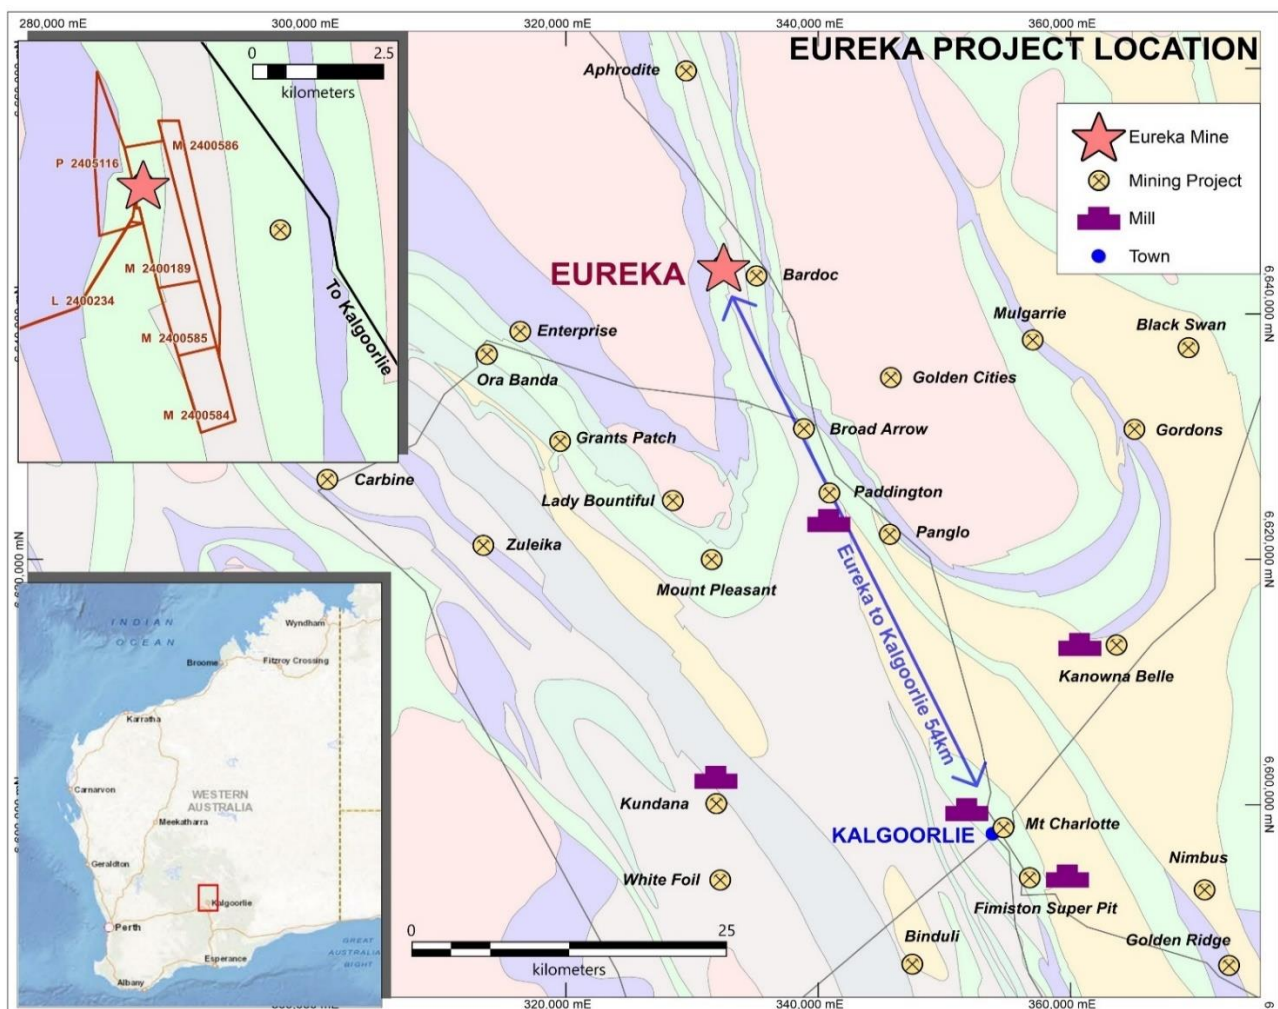 280,000 mE
300,000 mE
320,000 mE
340,000 mE
360,000 mE
EUREKA PROJECT LOCATION
0 2.5
kilometers
P 2405116
M 2400586
M 2400189
L 2400234
M 2400585
M 2400584
To Kalgoorlie
Eureka Mine
Mining Project
Mill
Town
Aphrodite
EUREKA
Bardoc
6,640,000 mN
Mulgarrie
Black Swan
Enterprise
Ora Banda
Golden Cities
Grants Patch
Broad Arrow
Gordons
Carbine
Lady Bountiful
Paddington
Zuleika
Panglo
6,620,000 mN
Mount Pleasant
Eureka to Kalgoorlie 54km
Kanowna Belle
Kundana
6,600,000 mN
KALGOORLIE
Mt Charlotte
White Foil
Nimbus
Fimiston Super Pit
Binduli
Golden Ridge
0 25
kilometers
INDIAN
OCEAN
Wyndham
Broome
Fitzroy Crossing
Karratha
Carnarvon
WESTERN
AUSTRALIA
Meekatharra
Geraldton
Kalgoorlie
Perth
GREAT
AUSTRALIA
BIGHT
Esperance
Albany
320,000 mE
340,000 mE
360,000 mE